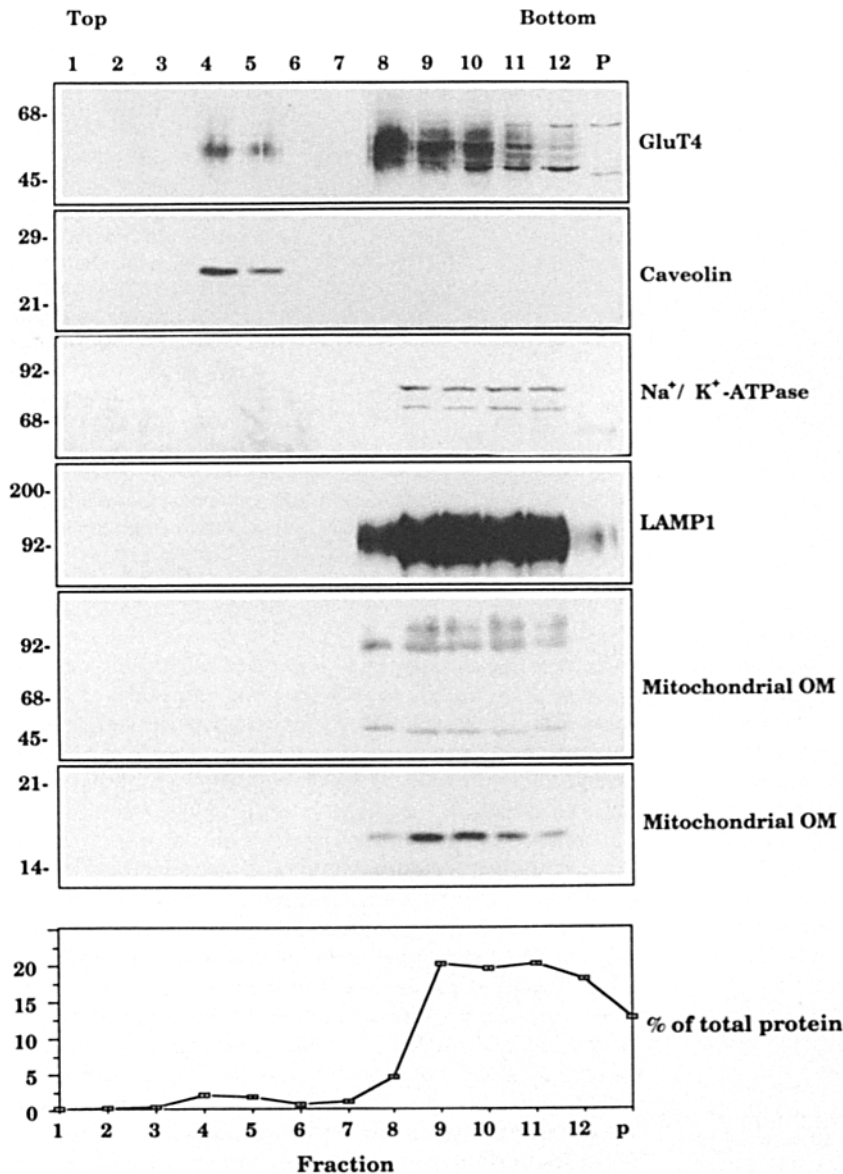 Top Bottom
1 2 3 4 5 6 7 8 9 10 11 12 P
68-
45-
GluT4
29-
21-
Caveolin
92-
68-
Na⁺/ K⁺-ATPase
200-
92-
LAMP1
92-
68-
45-
Mitochondrial OM
21-
14-
Mitochondrial OM
20
15
10
5
0
% of total protein
1 2 3 4 5 6 7 8 9 10 11 12 p
Fraction